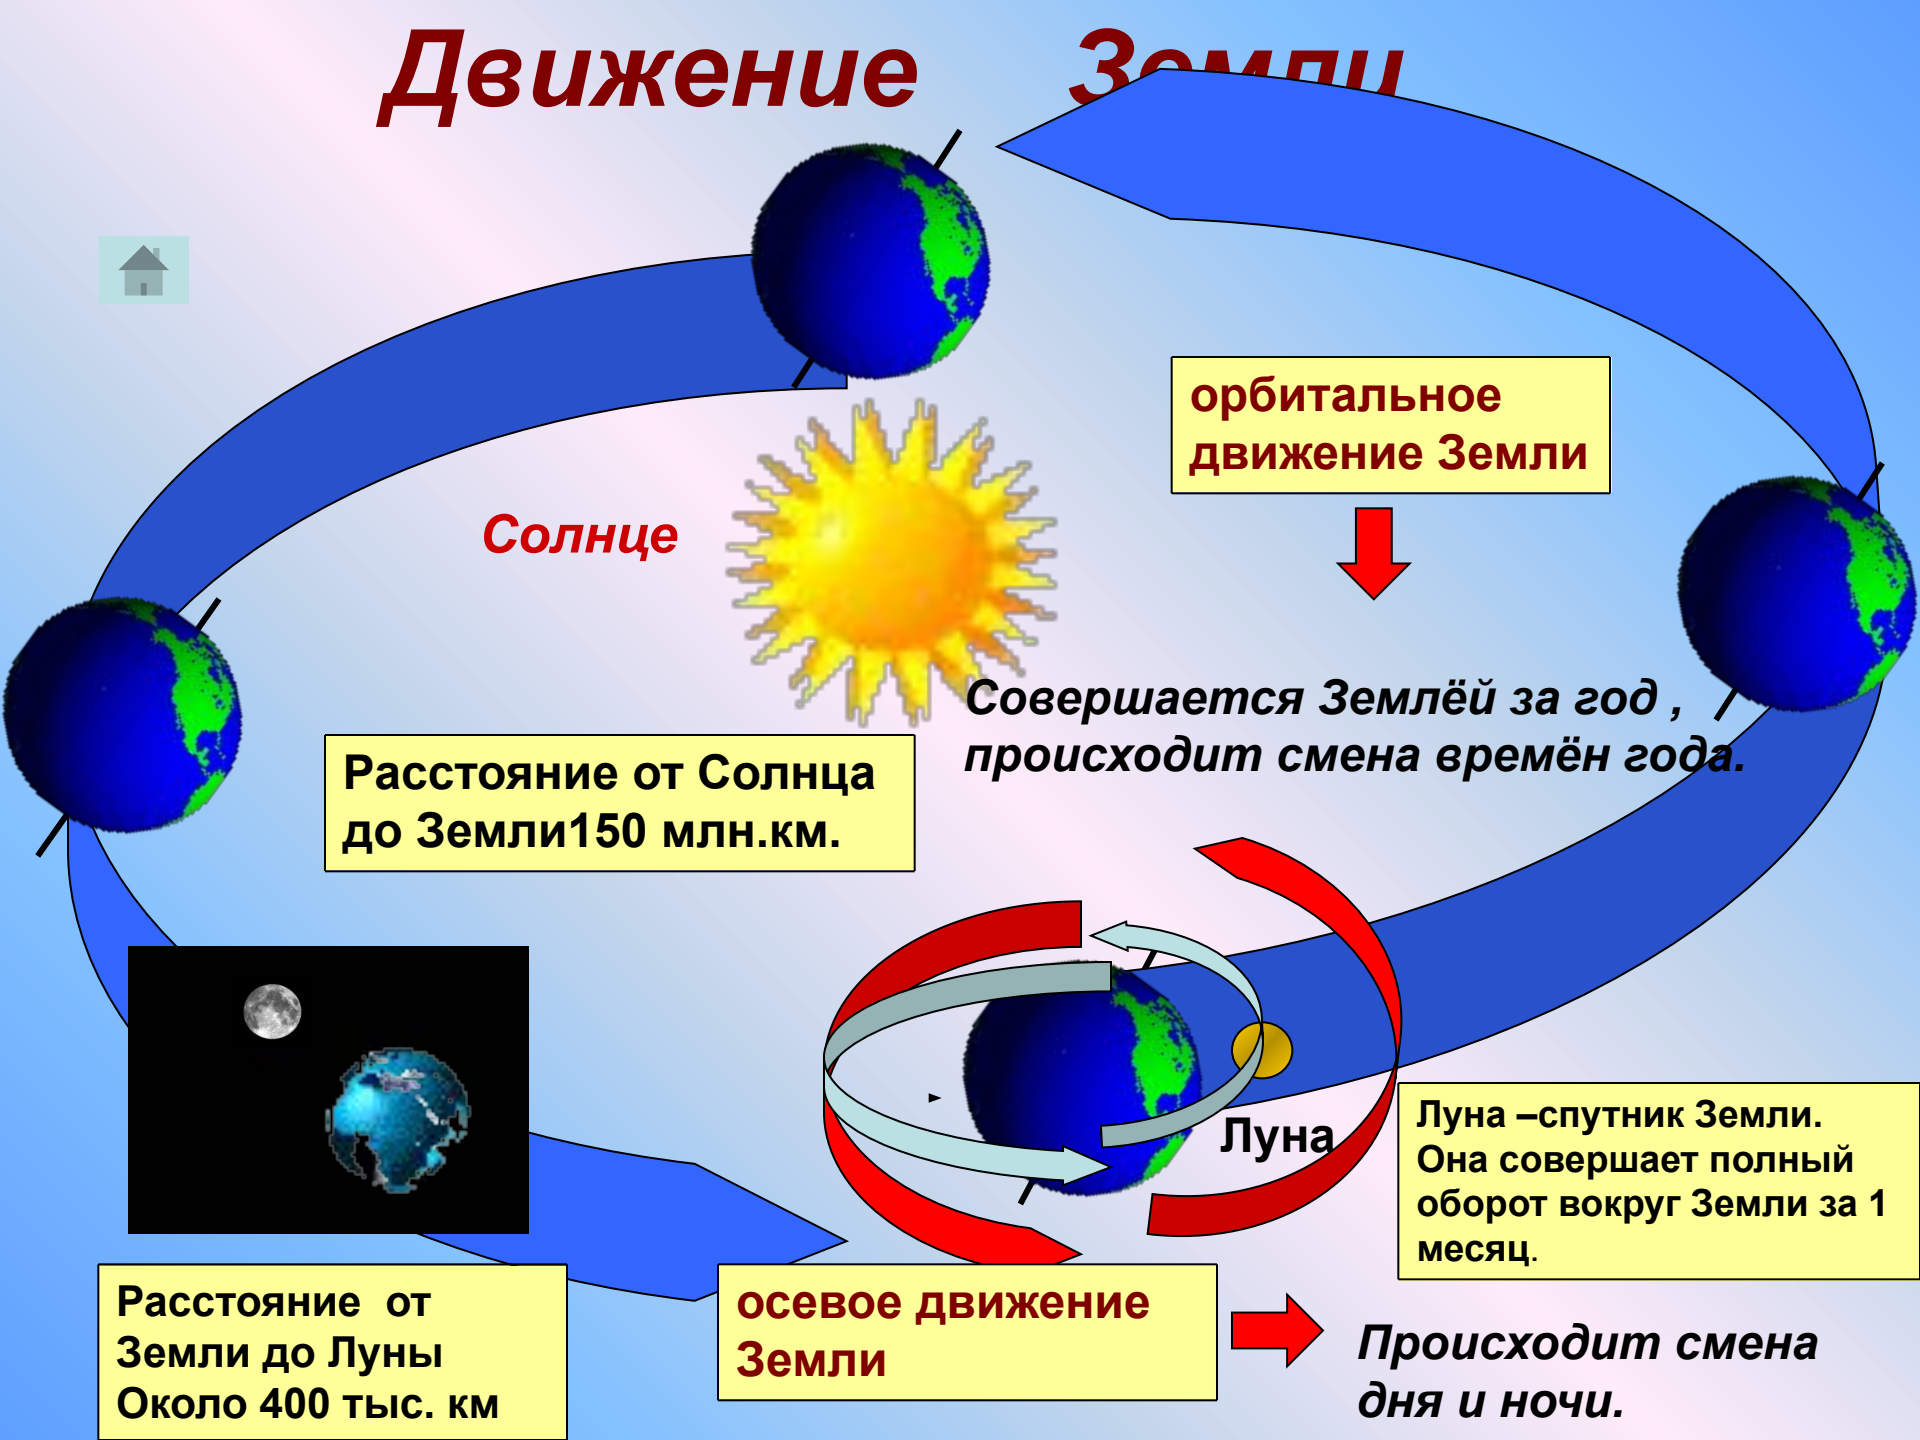 Движение Земли
орбитальное
движение Земли
Солнце
Совершается Землёй за год ,
происходит смена времён года.
Расстояние от Солнца
до Земли150 млн.км.
Луна
Луна –спутник Земли.
Она совершает полный
оборот вокруг Земли за 1
месяц.
Расстояние от
Земли до Луны
Около 400 тыс. км
осевое движение
Земли
Происходит смена
дня и ночи.